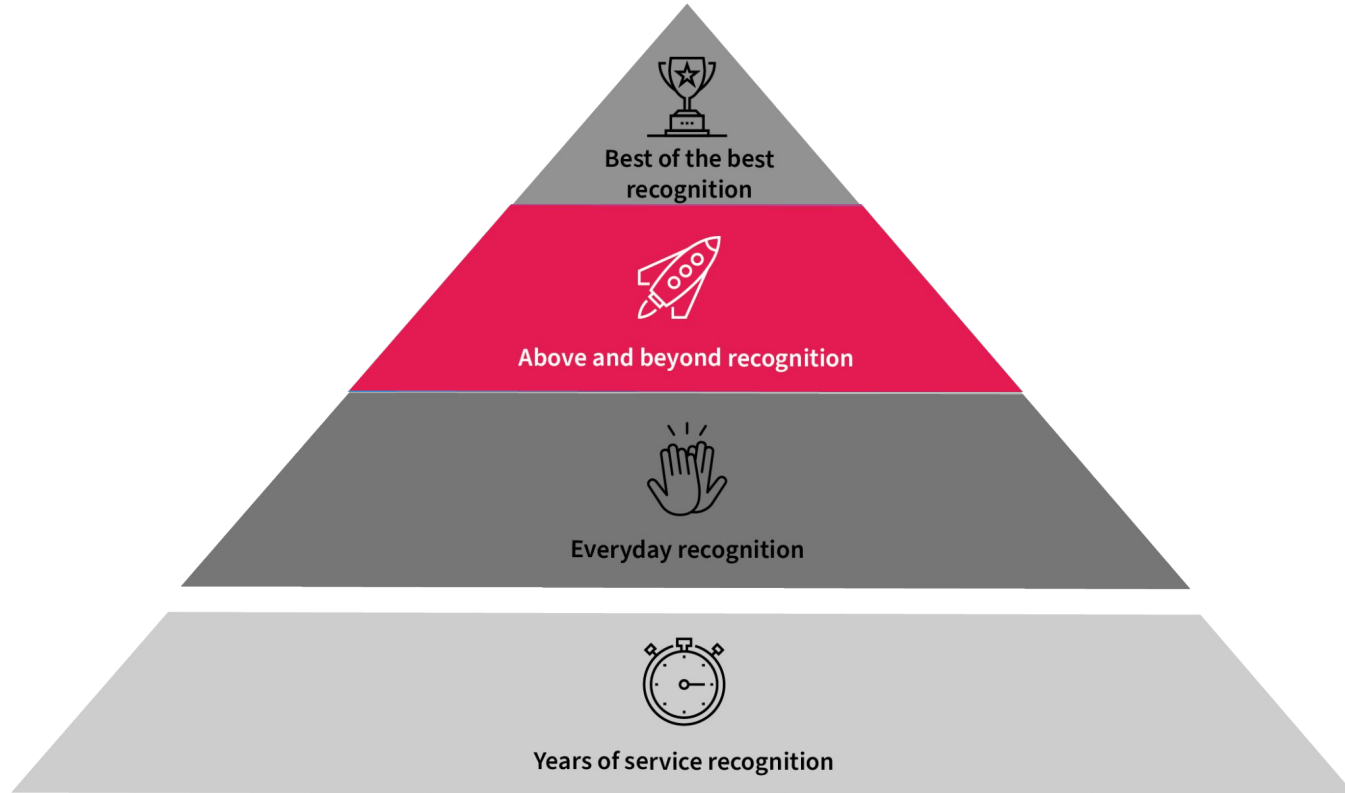 Best of the best
recognition
Above and beyond recognition
Everyday recognition
Years of service recognition